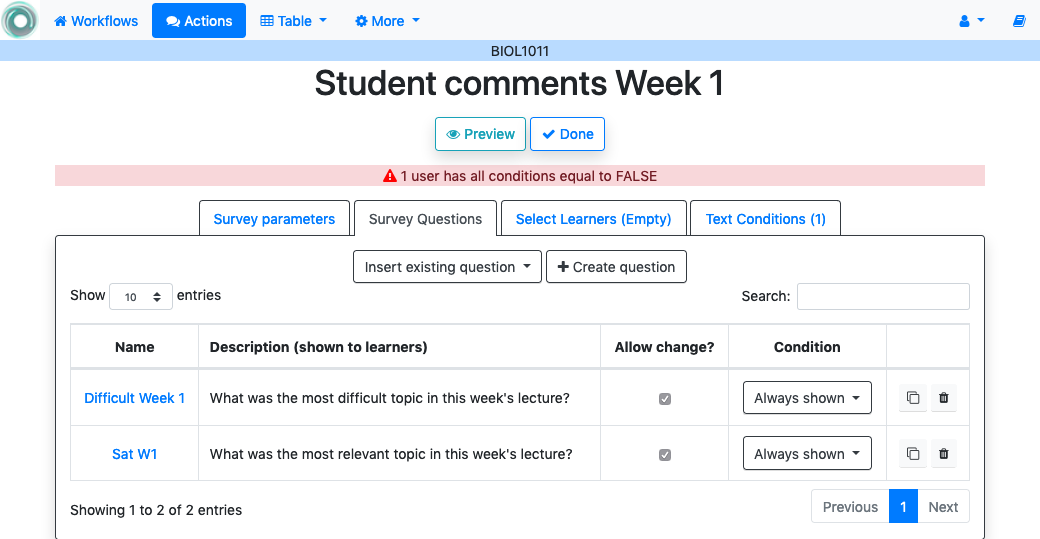 Workflows Actions Table More
BIOL1011
Student comments Week 1
Preview Done
1 user has all conditions equal to FALSE
Survey parameters Survey Questions Select Learners (Empty) Text Conditions (1)
Insert existing question Create question
Show 10 entries Search:
Name Description (shown to learners) Allow change? Condition
Difficult Week 1 What was the most difficult topic in this week's lecture? Always shown
Sat W1 What was the most relevant topic in this week's lecture? Always shown
Showing 1 to 2 of 2 entries Previous 1 Next